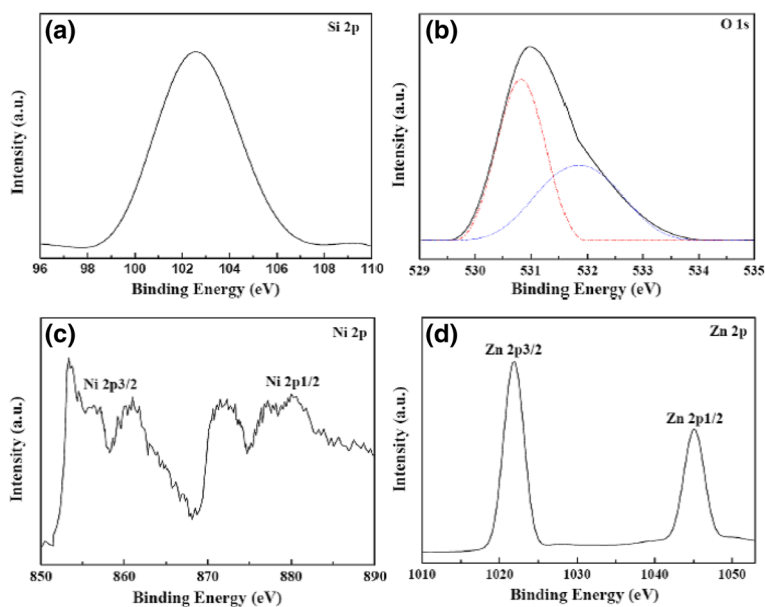 (a)
Si 2p
Intensity (a.u.)
96 98 100 102 104 106 108 110
Binding Energy (eV)
(b)
O 1s
Intensity (a.u.)
529 530 531 532 533 534 535
Binding Energy (eV)
(c)
Ni 2p
Ni 2p3/2
Ni 2p1/2
Intensity (a.u.)
850 860 870 880 890
Binding Energy (eV)
(d)
Zn 2p
Zn 2p3/2
Zn 2p1/2
Intensity (a.u.)
1010 1020 1030 1040 1050
Binding Energy (eV)